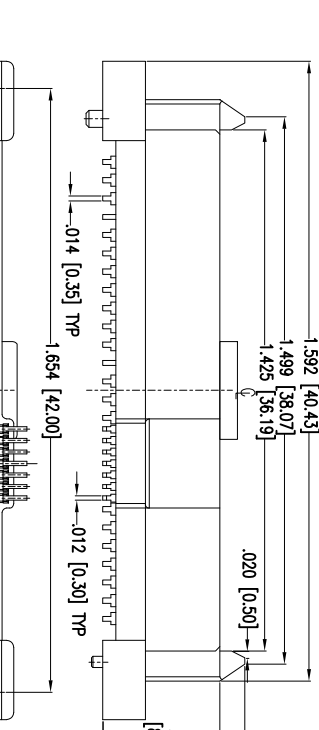 1.592 [40.43]
1.499 [38.07]
1.425 [36.19]
.020 [0.50]
.014 [0.35] TYP
.012 [0.30] TYP
1.654 [42.00]